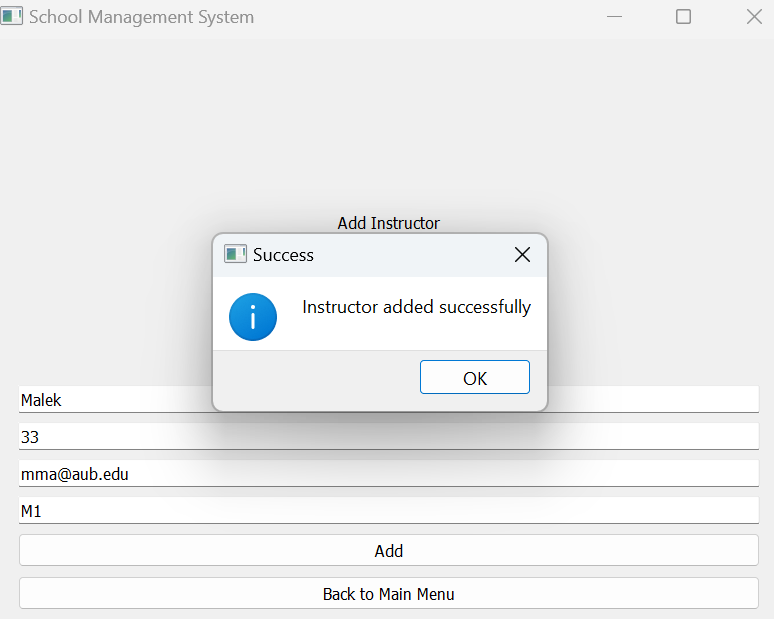 School Management System
Add Instructor
Success
Instructor added successfully
OK
Malek
33
mma@aub.edu
M1
Add
Back to Main Menu